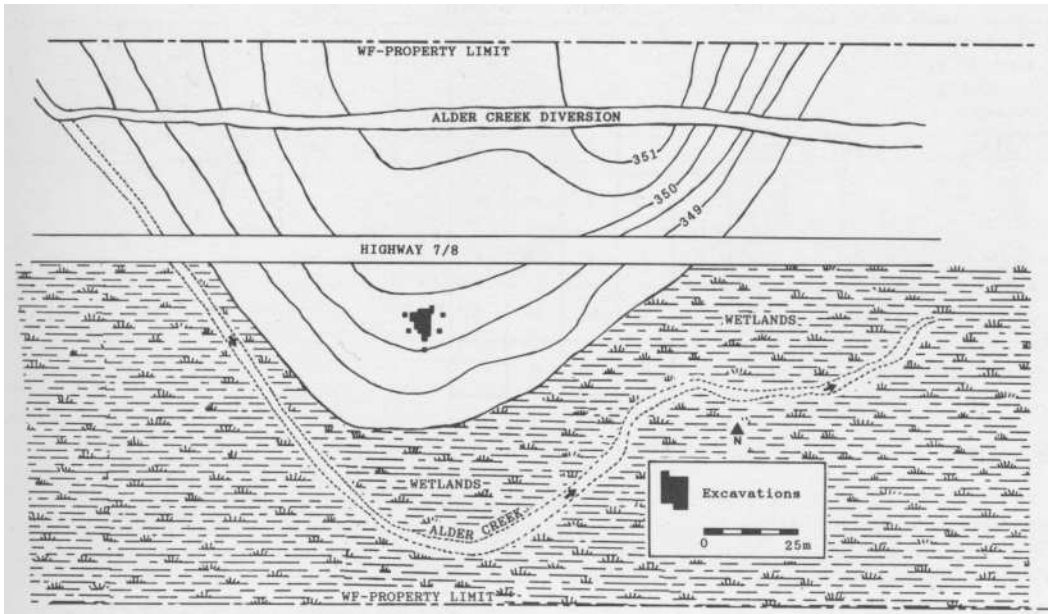 WF-PROPERTY LIMIT
ALDER CREEK DIVERSION
351
350
349
HIGHWAY 7/8
WETLANDS
N
WETLANDS
Excavations
ALDER CREEK
0 25m
WF-PROPERTY LIMIT